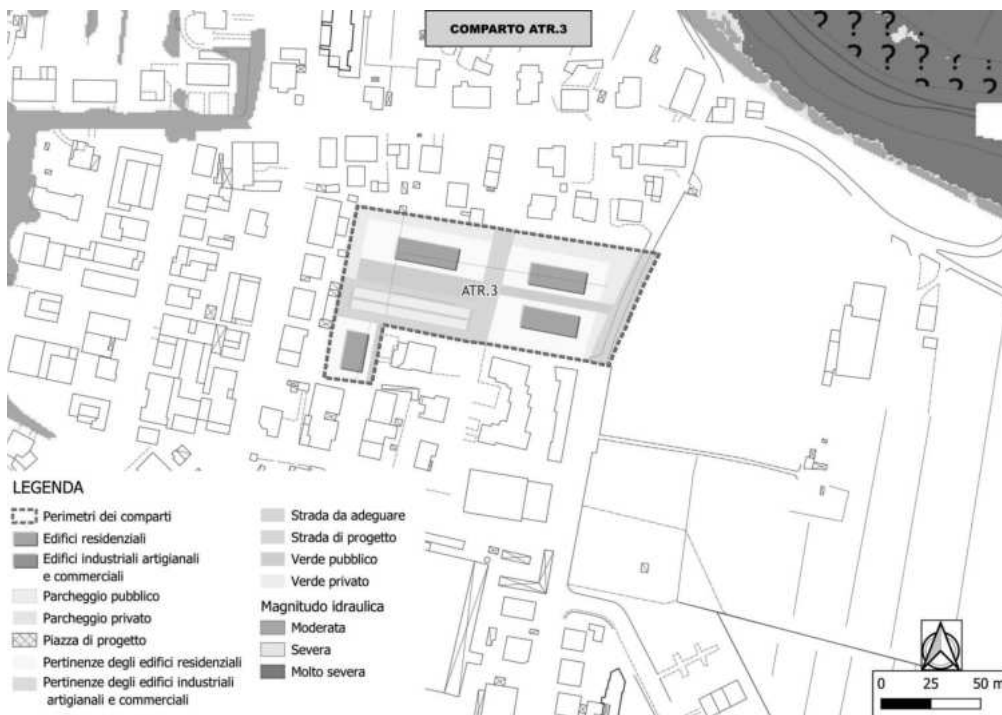 COMPARTO ATR.3
? ? ? ?
? ? ? ? :
? ? ?
ATR.3
LEGENDA
Perimetri dei comparti
Edifici residenziali
Edifici industriali artigianali
e commerciali
Parcheggio pubblico
Parcheggio privato
Piazza di progetto
Pertinenze degli edifici residenziali
Pertinenze degli edifici industriali
artigianali e commerciali
Strada da adeguare
Strada di progetto
Verde pubblico
Verde privato
Magnitudo idraulica
Moderata
Severa
Molto severa
0 25 50 m